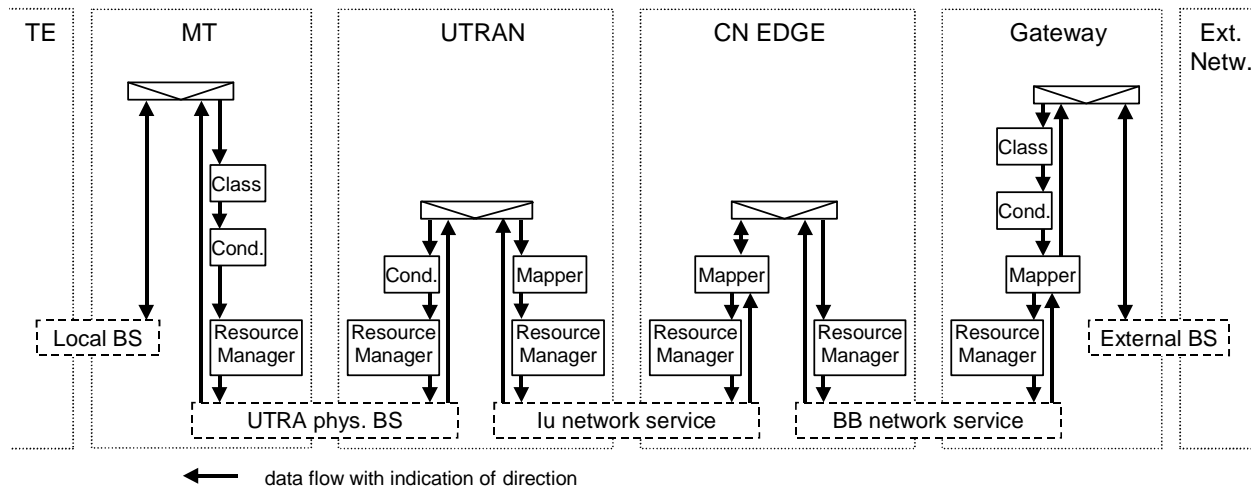 TE
MT
UTRAN
CN EDGE
Gateway
Ext.
Netw.
Class
Cond.
Class
Cond.
Cond.
Mapper
Mapper
Mapper
Local BS
Resource
Manager
Resource
Manager
Resource
Manager
Resource
Manager
Resource
Manager
Resource
Manager
External BS
UTRA phys. BS
Iu network service
BB network service
data flow with indication of direction